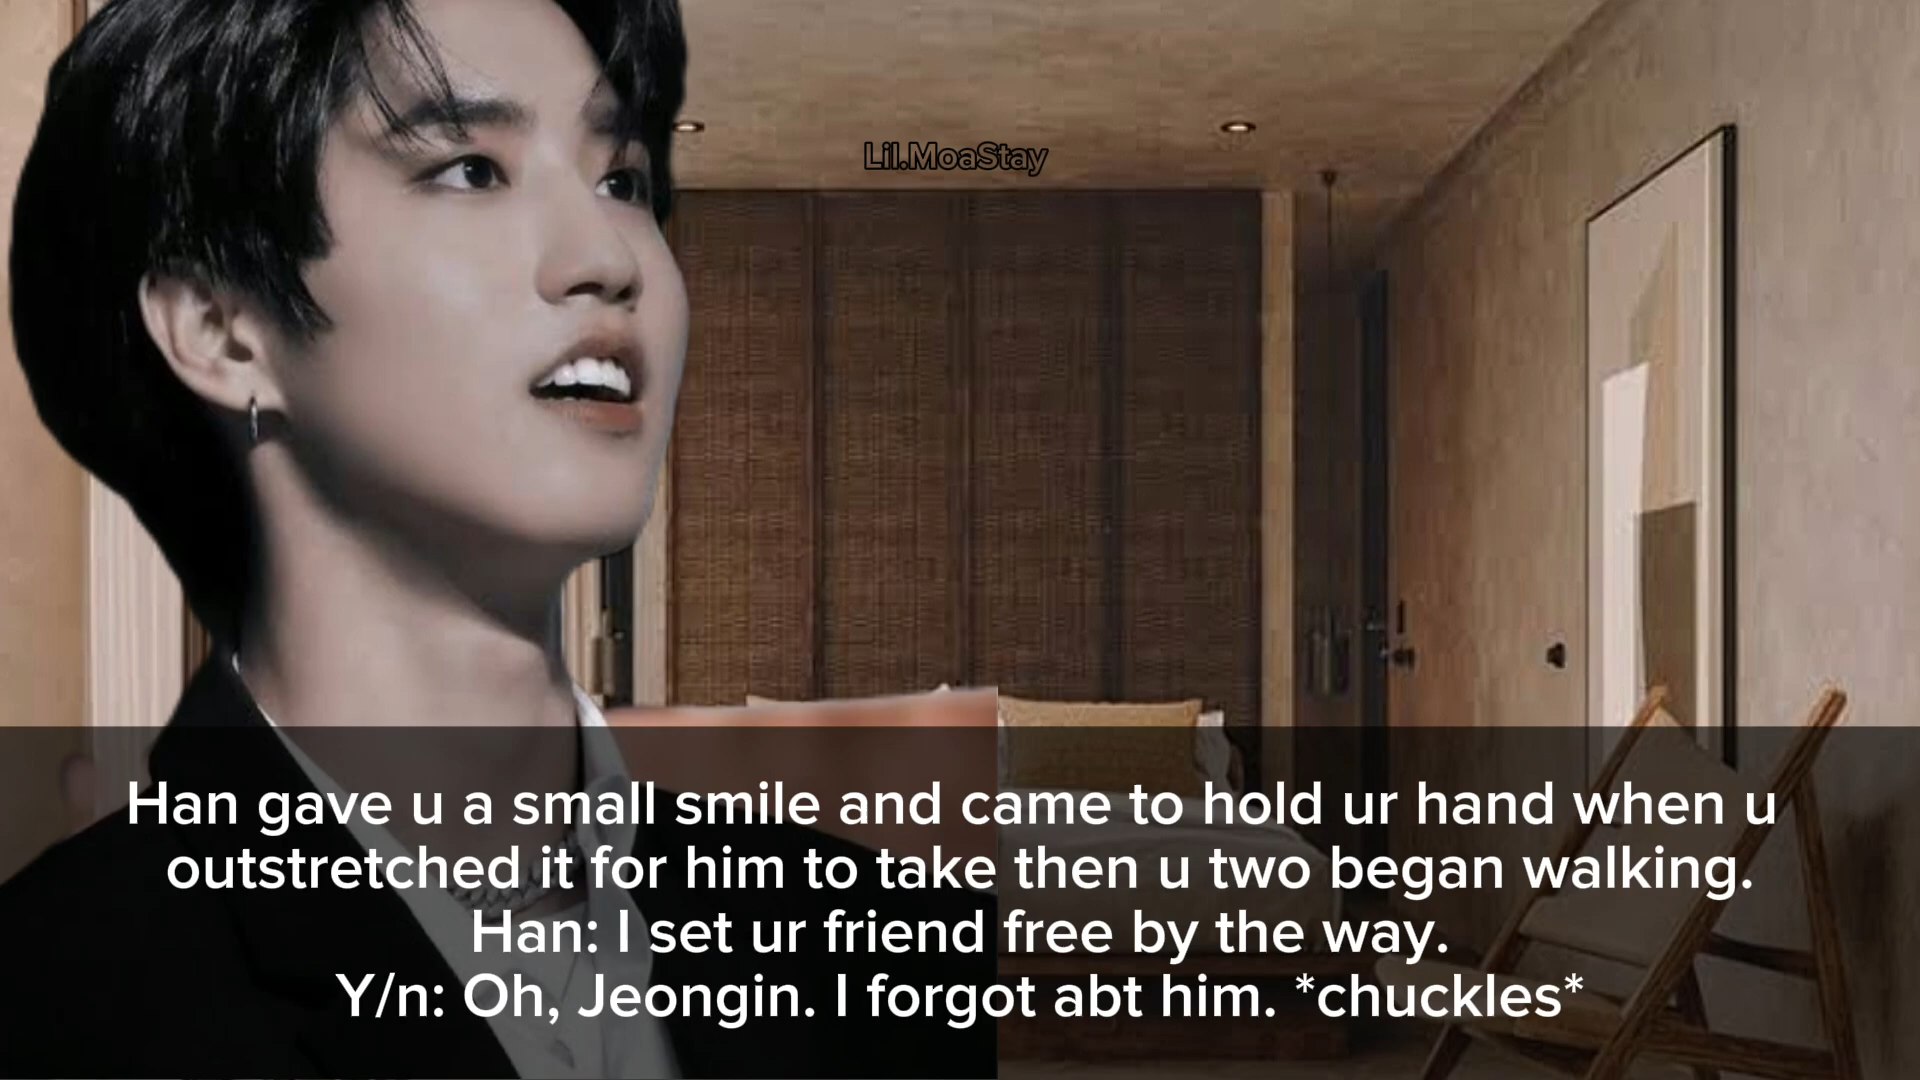 Lil.MoaStay
Han gave u a small smile and came to hold ur hand when u
outstretched it for him to take then u two began walking.
Han: I set ur friend free by the way.
Y/n: Oh, Jeongin. I forgot abt him. *chuckles*